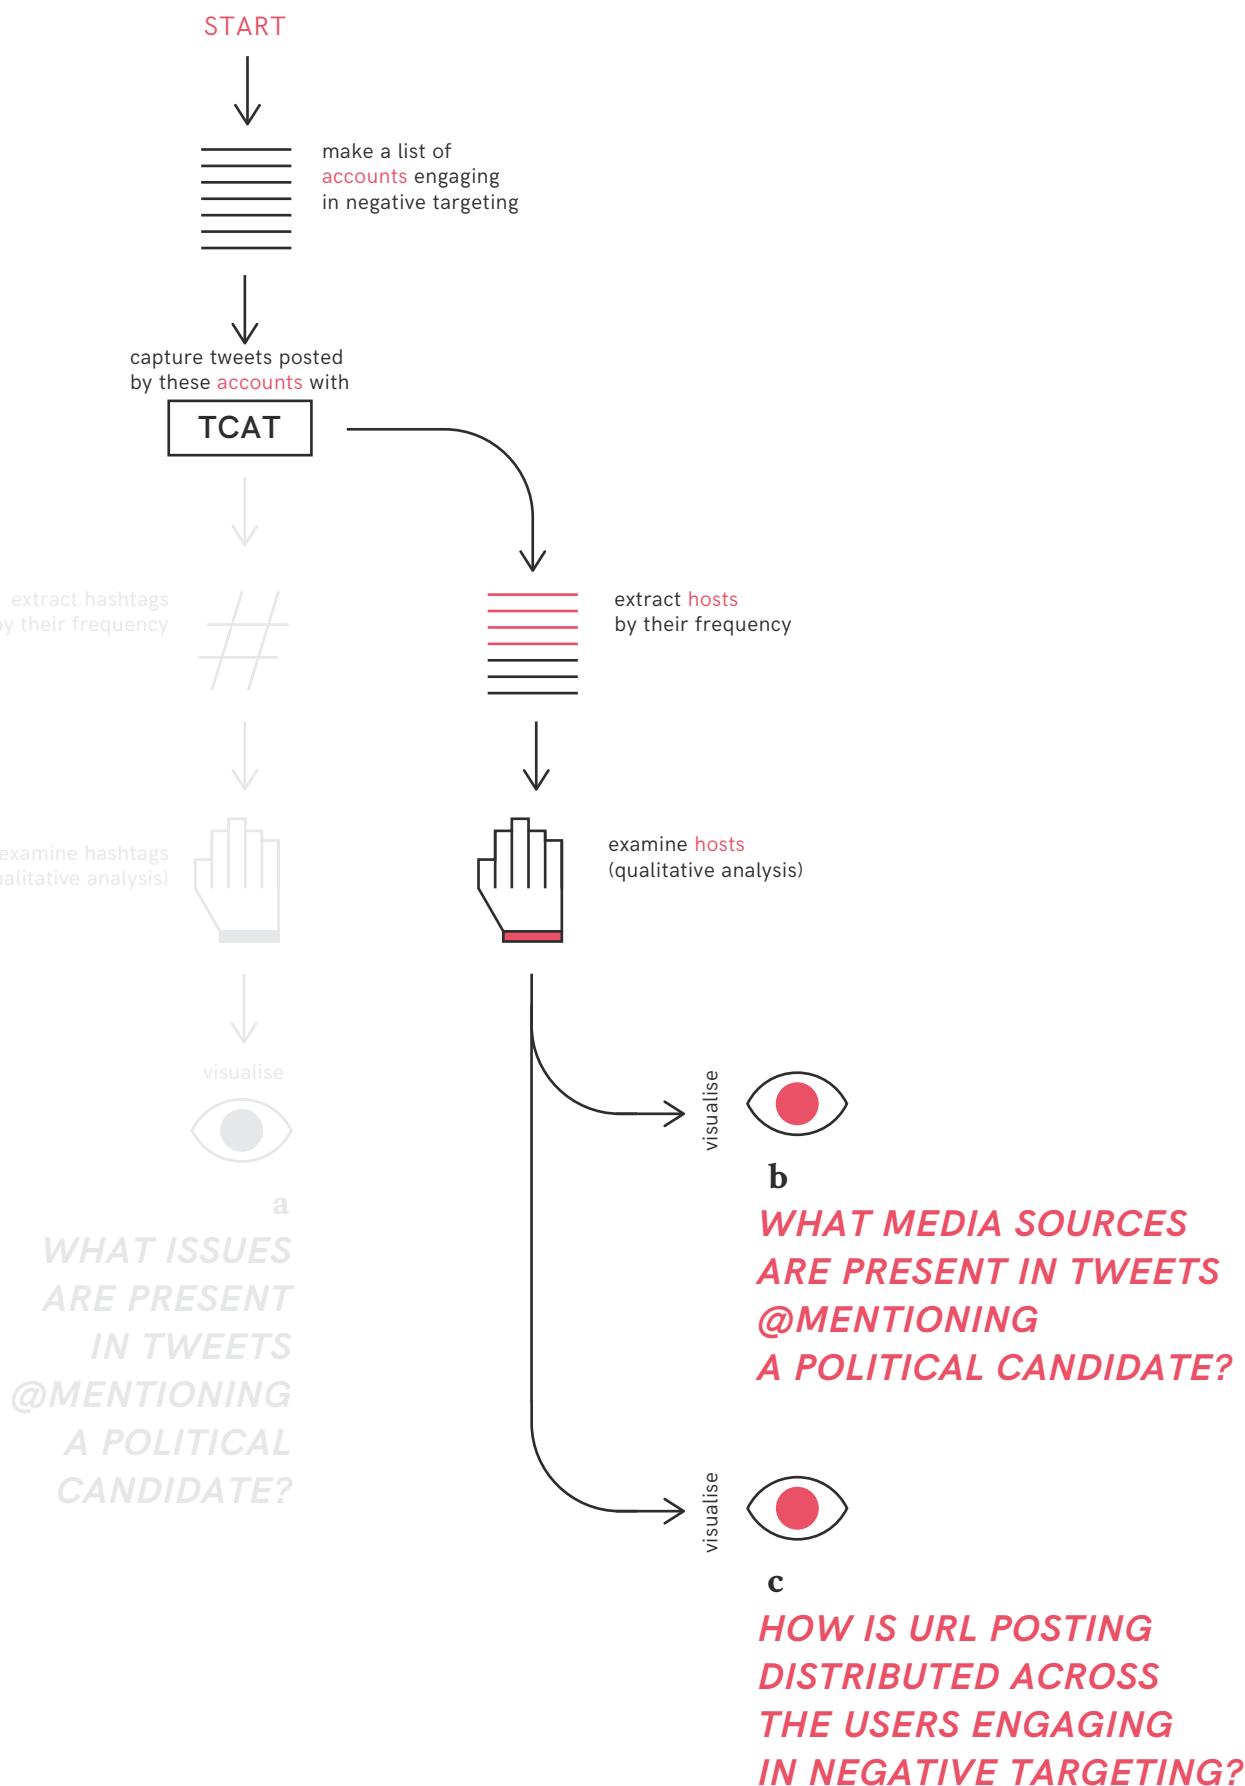 START
make a list of
accounts engaging
in negative targeting
capture tweets posted
by these accounts with
TCAT
extract hashtags
by their frequency
extract hosts
by their frequency
examine hashtags
(qualitative analysis)
examine hosts
(qualitative analysis)
visualise
a
WHAT ISSUES
ARE PRESENT
IN TWEETS
@MENTIONING
A POLITICAL
CANDIDATE?
visualise
b
WHAT MEDIA SOURCES
ARE PRESENT IN TWEETS
@MENTIONING
A POLITICAL CANDIDATE?
visualise
c
HOW IS URL POSTING
DISTRIBUTED ACROSS
THE USERS ENGAGING
IN NEGATIVE TARGETING?